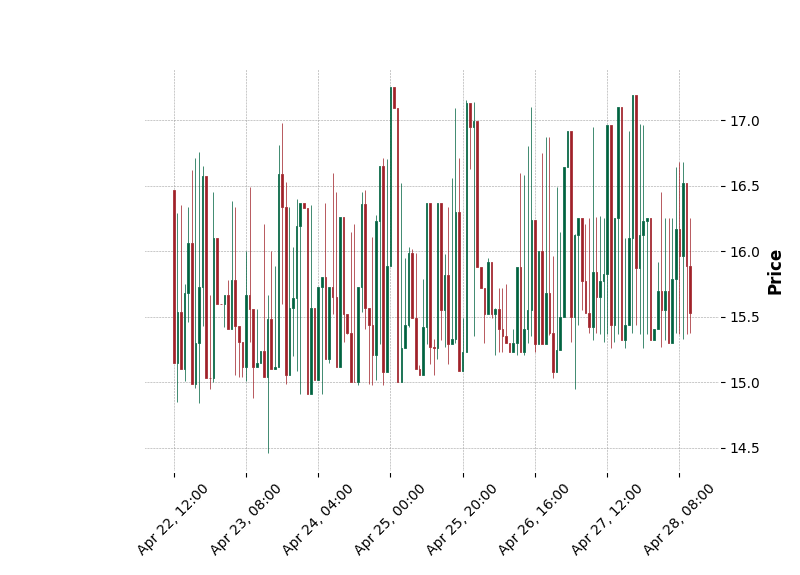 17.0
16.5
16.0
15.5
15.0
14.5
Price
Apr 22, 12:00
Apr 23, 08:00
Apr 24, 04:00
Apr 25, 00:00
Apr 25, 20:00
Apr 26, 16:00
Apr 27, 12:00
Apr 28, 08:00